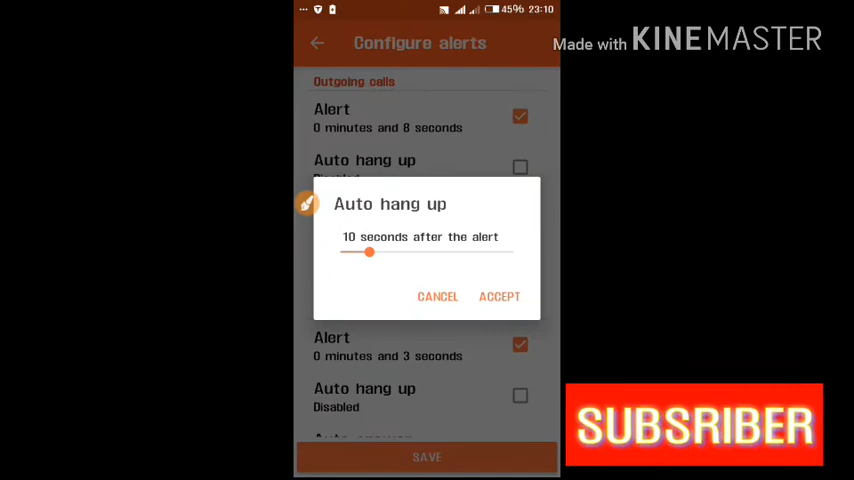 45% 23:10
Configure alerts
Made with KINEMASTER
Outgoing calls
Alert
0 minutes and 8 seconds
Auto hang up
Auto hang up
10 seconds after the alert
CANCEL ACCEPT
Alert
0 minutes and 3 seconds
Auto hang up
Disabled
SUBSRIBER
SAVE